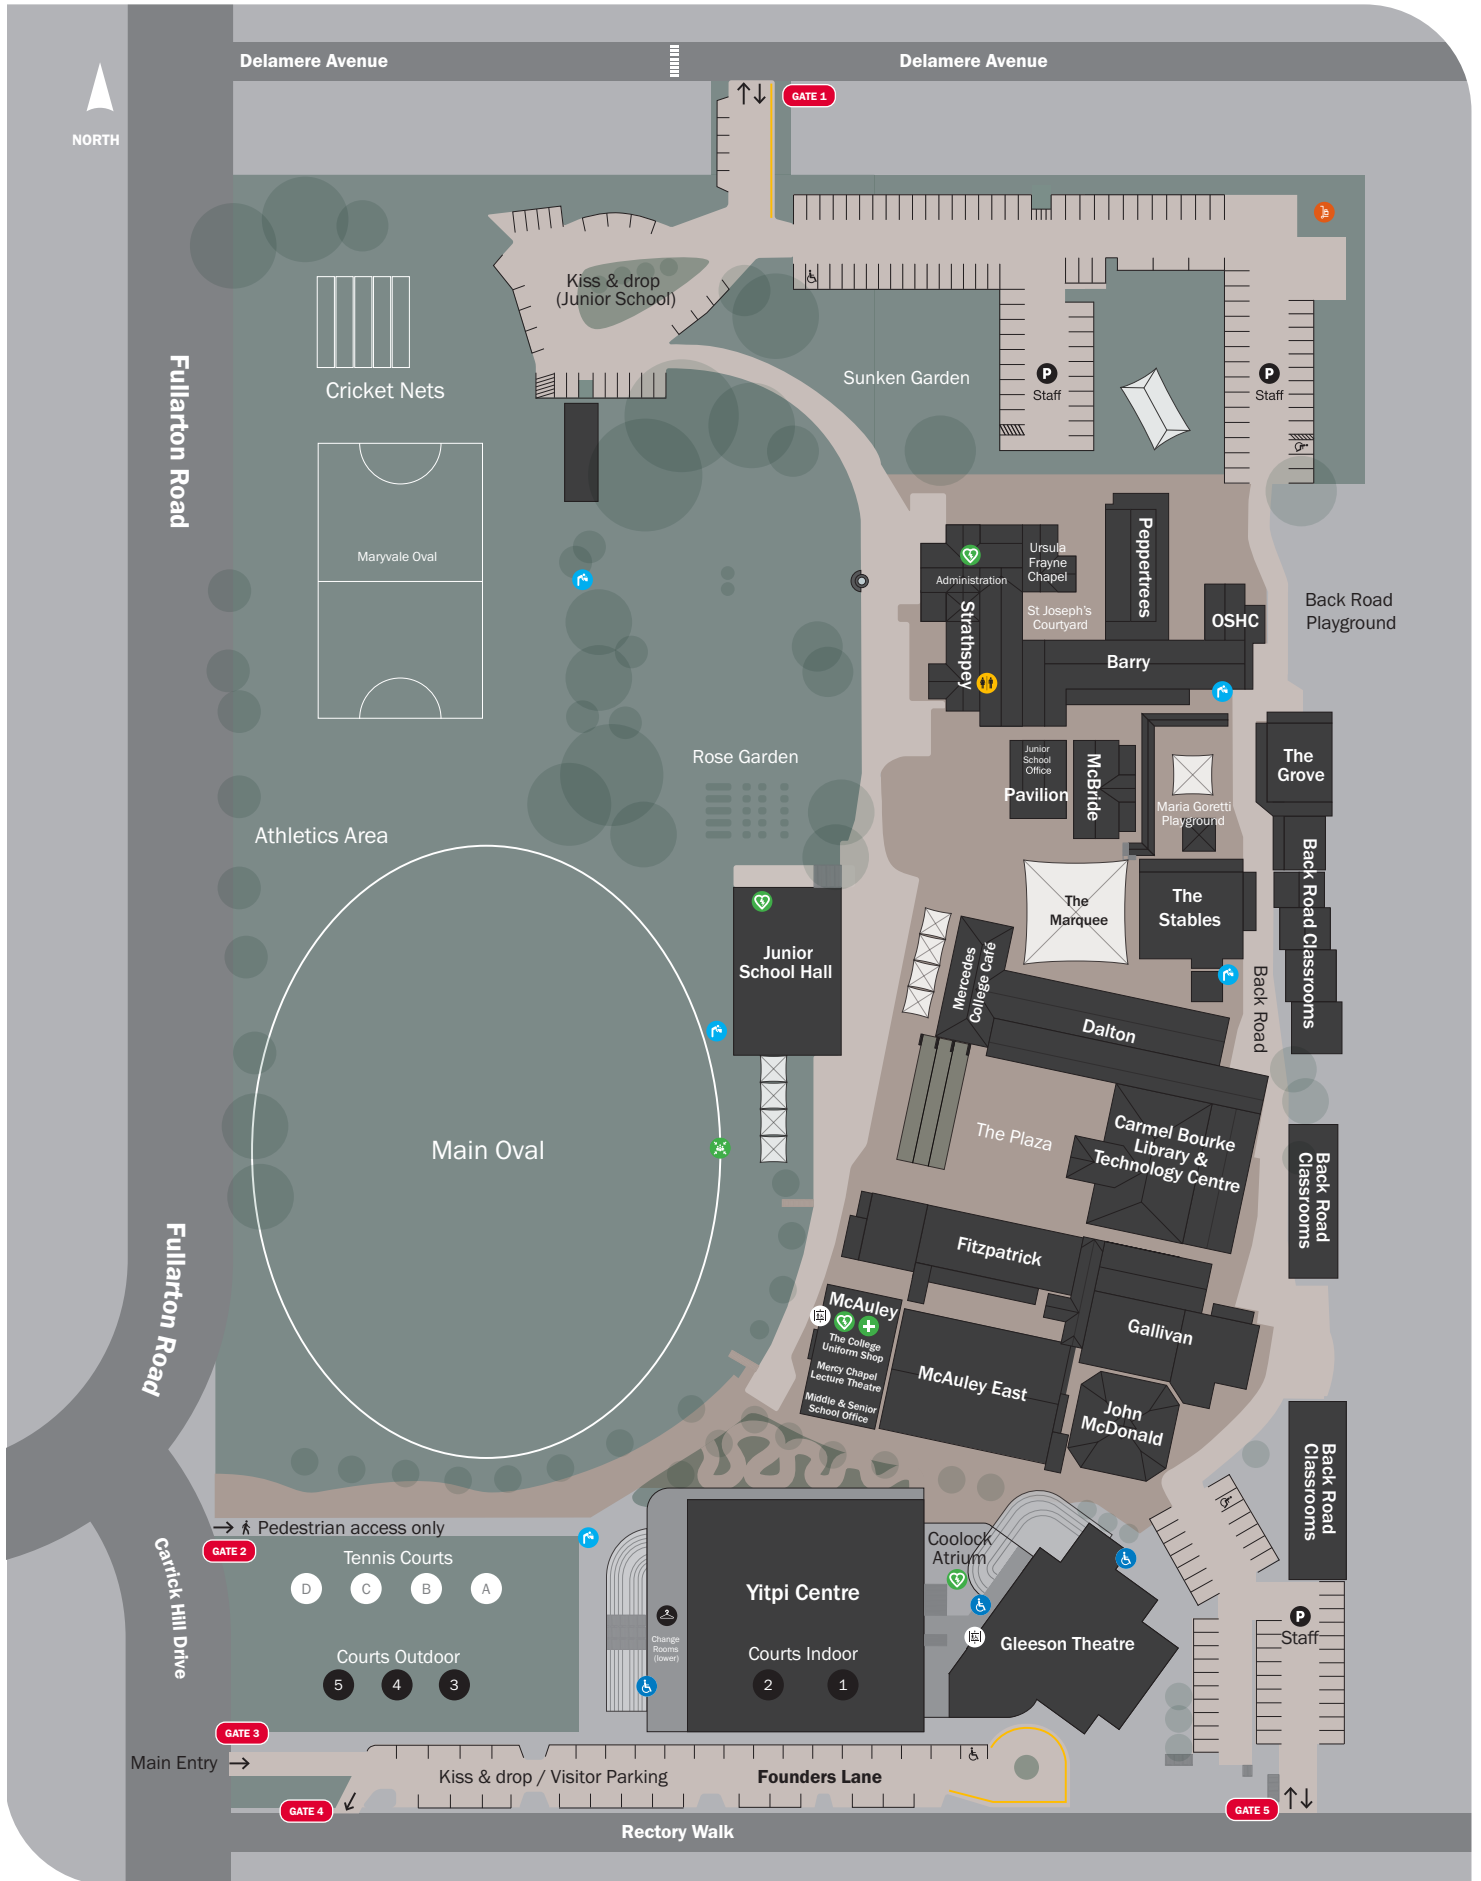 Delamere Avenue
Delamere Avenue
GATE 1
NORTH
Kiss & drop
(Junior School)
Fullarton Road
Cricket Nets
Sunken Garden
P
Staff
P
Staff
Maryvale Oval
Peppertrees
Ursula
Frayne
Chapel
Administration
Strathspey
St Joseph's
Courtyard
OSHC
Back Road
Playground
Barry
Rose Garden
Junior
School
Office
Pavilion
McBride
The
Grove
Maria Goretti
Playground
Athletics Area
Back Road Classrooms
The
Marquee
The
Stables
Junior
School Hall
Mercedes
College Café
Back Road
Dalton
Main Oval
The Plaza
Carmel Bourke
Library &
Technology Centre
Back Road
Classrooms
Fullarton Road
Fitzpatrick
McAuley
The College
Uniform Shop
Mercy Chapel
Lecture Theatre
Middle & Senior
School Office
McAuley East
Gallivan
John
McDonald
Back Road
Classrooms
Pedestrian access only
GATE 2
Carrick Hill Drive
Tennis Courts
D
C
B
A
Coolock
Atrium
Yitpi Centre
Change
Rooms
(lower)
Gleeson Theatre
P
Staff
Courts Outdoor
5
4
3
Courts Indoor
2
1
GATE 3
Main Entry
Kiss & drop / Visitor Parking
Founders Lane
GATE 4
GATE 5
Rectory Walk